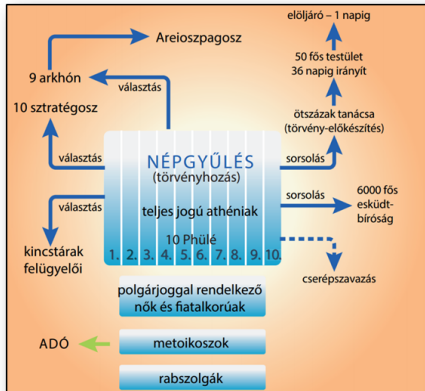 elöljáró – 1 napig
Areioszpagosz
50 fős testület
36 napig irányít
9 arkhón
választás
10 sztratégosz
ötszázak tanácsa
(törvény-előkészítés)
választás
NÉPGYŰLÉS
(törvényhozás)
sorsolás
választás
teljes jogú athéniak
sorsolás
6000 fős
esküdt-
bíróság
10 Phülé
1. 2. 3. 4. 5. 6. 7. 8. 9. 10.
kincstárak
felügyelői
cserépszavazás
polgárjoggal rendelkező
nők és fiatalkorúak
ADÓ
metoikoszok
rabszolgák